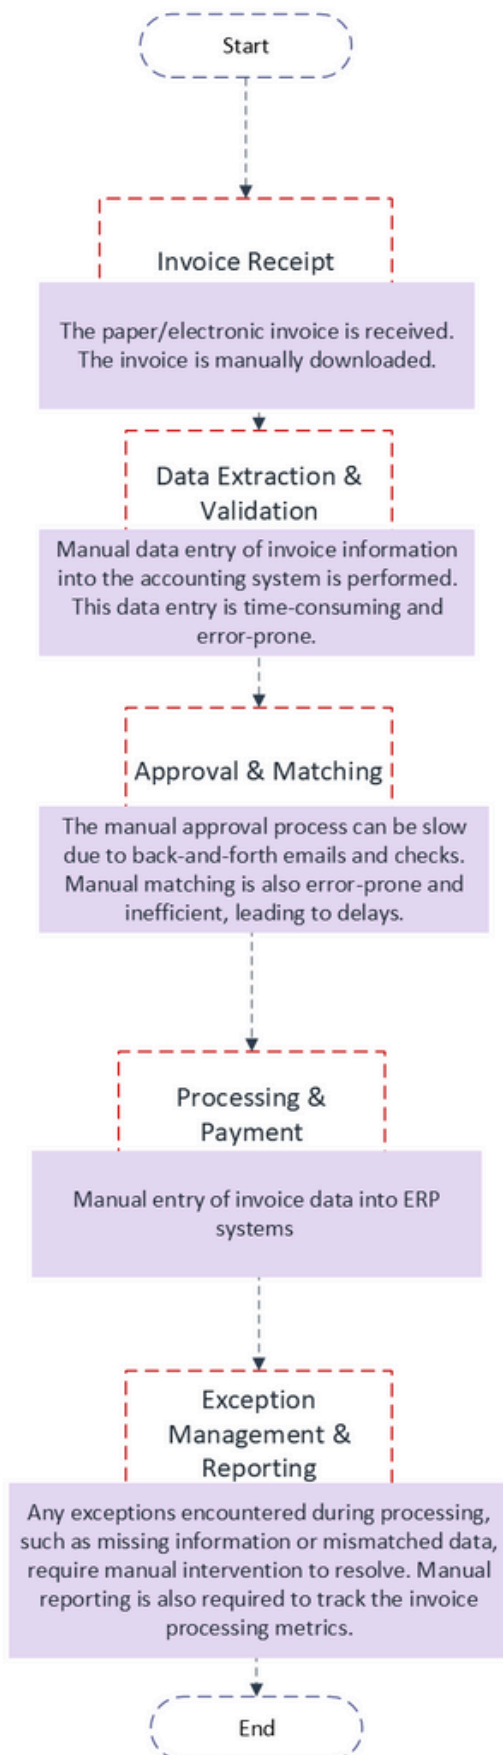 Start
Invoice Receipt
The paper/electronic invoice is received.
The invoice is manually downloaded.
Data Extraction &
Validation
Manual data entry of invoice information
into the accounting system is performed.
This data entry is time-consuming and
error-prone.
Approval & Matching
The manual approval process can be slow
due to back-and-forth emails and checks.
Manual matching is also error-prone and
inefficient, leading to delays.
Processing &
Payment
Manual entry of invoice data into ERP
systems
Exception
Management &
Reporting
Any exceptions encountered during processing,
such as missing information or mismatched data,
require manual intervention to resolve. Manual
reporting is also required to track the invoice
processing metrics.
End